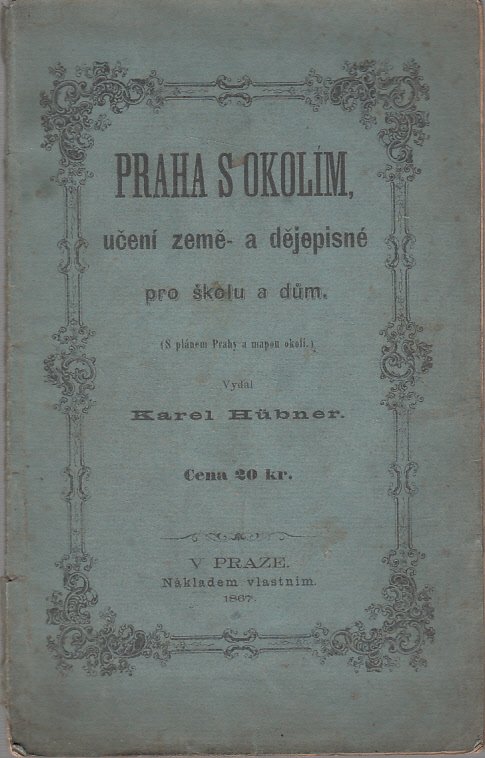 PRAHA S OKOLÍM,
učení země- a dějepisné
pro školu a dům.
(S plánem Prahy a mapou okolí.)
Vydal
Karel Hübner.
Cena 20 kr.
V PRAZE.
Nákladem vlastním.
1867.